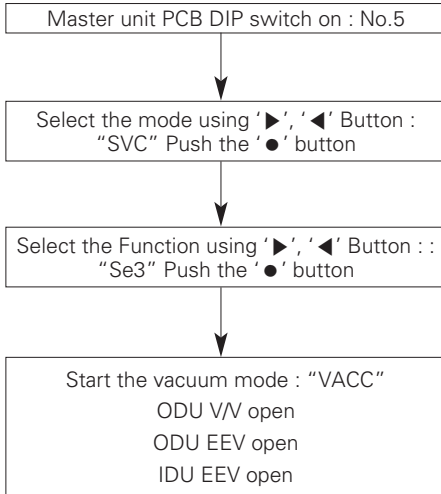 Master unit PCB DIP switch on : No.5
Select the mode using ‘▶’, ‘◀’ Button :
“SVC” Push the ‘●’ button
Select the Function using ‘▶’, ‘◀’ Button : :
“Se3” Push the ‘●’ button
Start the vacuum mode : “VACC”
ODU V/V open
ODU EEV open
IDU EEV open